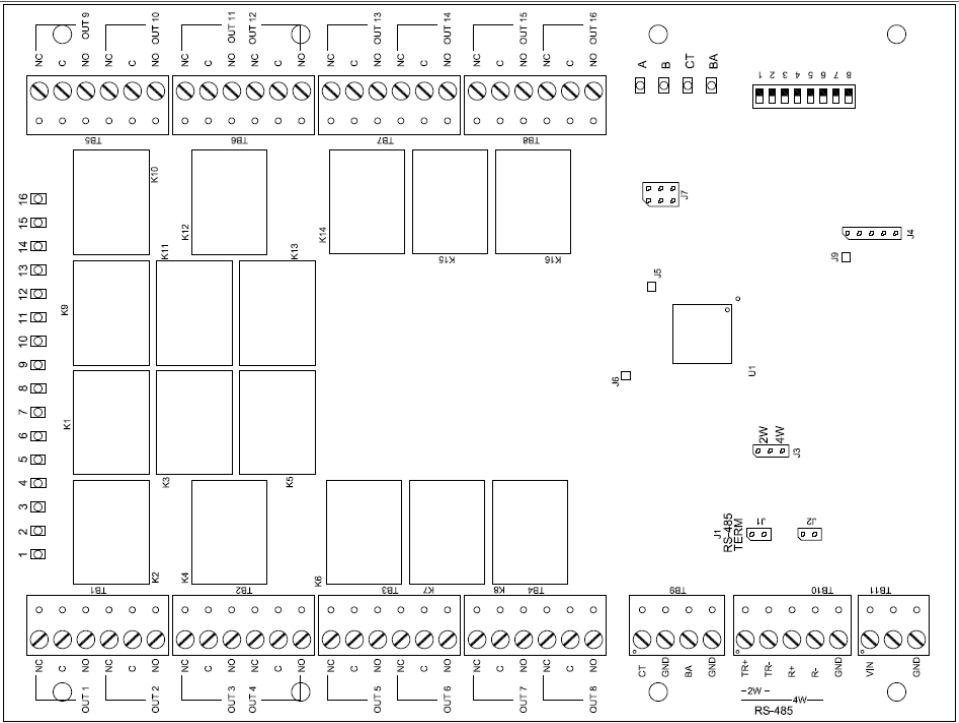 OUT 9
OUT 10
OUT 11
OUT 12
OUT 13
OUT 14
OUT 15
OUT 16
NC C NO NC C NO NC C NO NC C NO NC C NO NC C NO NC C NO NC C NO
A
B
CT
BA
1 2 3 4 5 6 7 8
TB5
TB6
TB7
TB8
K10
K12
K14
K11
K13
K15
K16
J7
J4
J9
J5
16
15
14
13
12
11
10
9
8
7
6
5
4
3
2
1
K9
K1
J6
U1
K3
K5
2W
4W
J3
K2
K4
K6
J1
RS-485
TERM
J1
J2
TB1
TB2
TB3
K7
K8
TB4
TB9
TB10
TB11
NC C NO NC C NO NC C NO NC C NO NC C NO NC C NO NC C NO NC C NO
CT
GND
BA
GND
TR+
TR-
R+
R-
GND
VIN
GND
OUT 1
OUT 2
OUT 3
OUT 4
OUT 5
OUT 6
OUT 7
OUT 8
2W
4W
RS-485